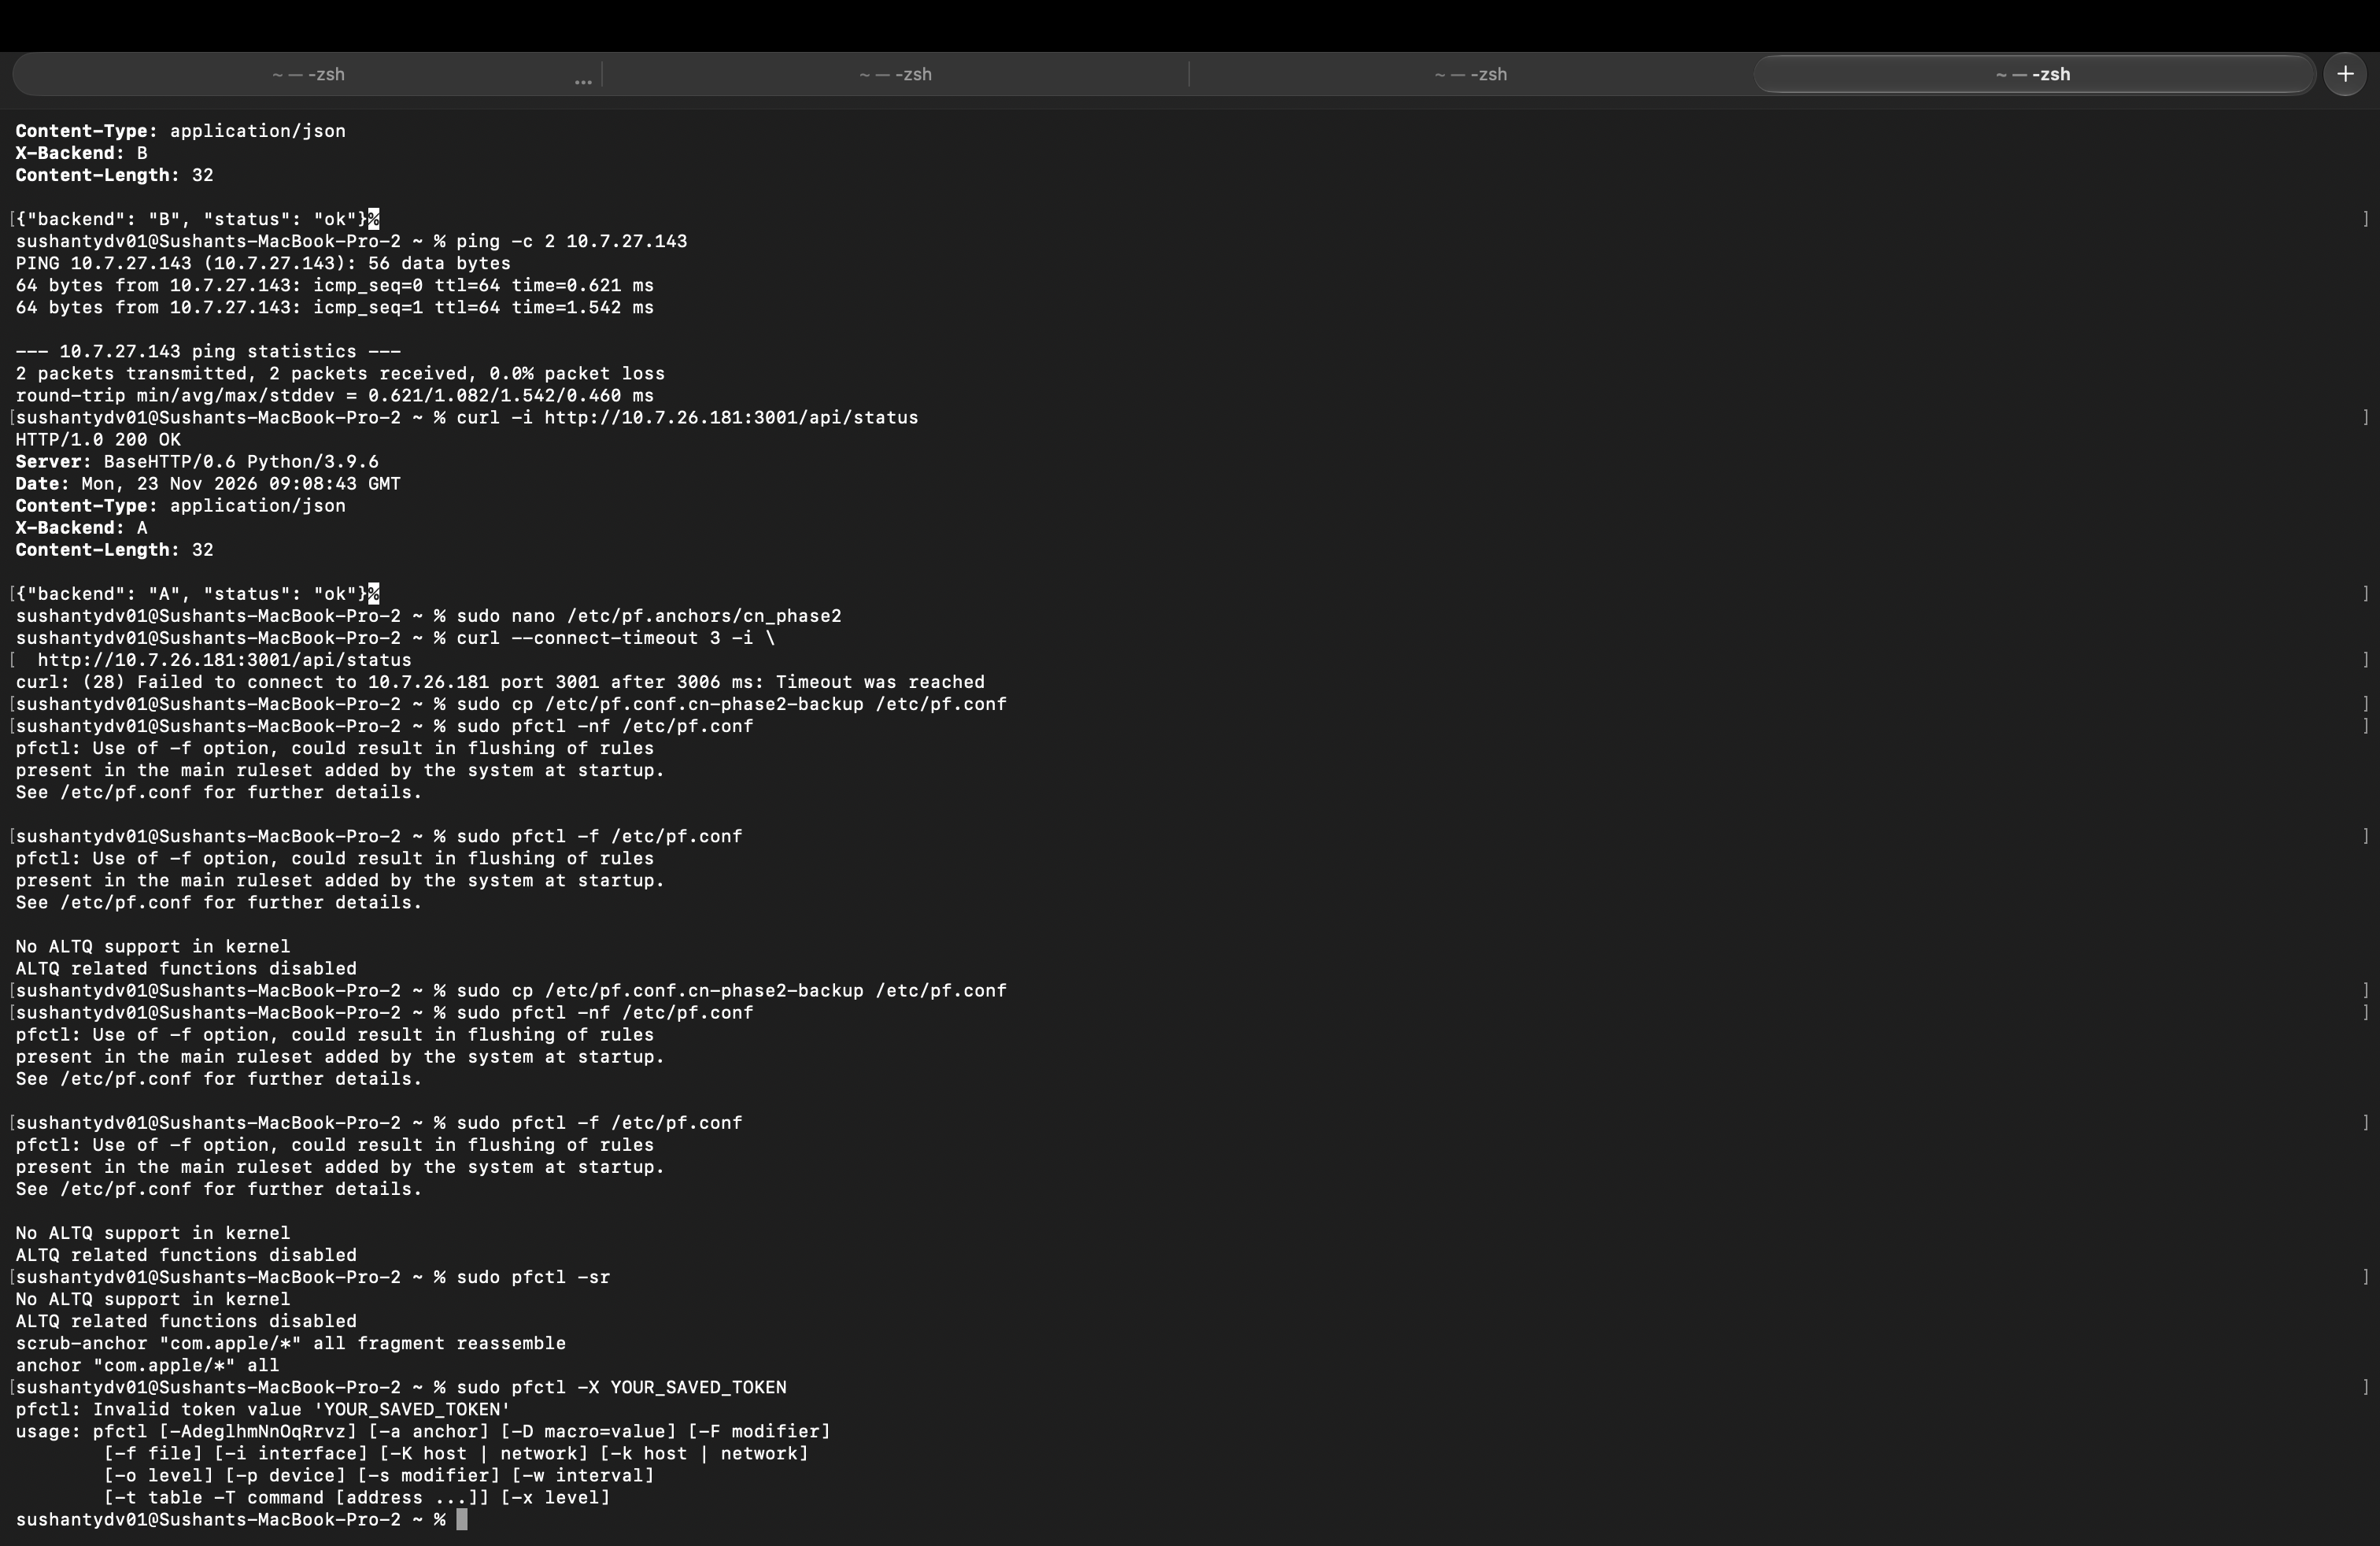 ~ — -zsh
...
~ — -zsh
~ — -zsh
~ — -zsh
+
Content-Type: application/json
X-Backend: B
Content-Length: 32
[{"backend": "B", "status": "ok"}% ]
sushantydv01@Sushants-MacBook-Pro-2 ~ % ping -c 2 10.7.27.143
PING 10.7.27.143 (10.7.27.143): 56 data bytes
64 bytes from 10.7.27.143: icmp_seq=0 ttl=64 time=0.621 ms
64 bytes from 10.7.27.143: icmp_seq=1 ttl=64 time=1.542 ms
--- 10.7.27.143 ping statistics ---
2 packets transmitted, 2 packets received, 0.0% packet loss
round-trip min/avg/max/stddev = 0.621/1.082/1.542/0.460 ms
[sushantydv01@Sushants-MacBook-Pro-2 ~ % curl -i http://10.7.26.181:3001/api/status ]
HTTP/1.0 200 OK
Server: BaseHTTP/0.6 Python/3.9.6
Date: Mon, 23 Nov 2026 09:08:43 GMT
Content-Type: application/json
X-Backend: A
Content-Length: 32
[{"backend": "A", "status": "ok"}% ]
sushantydv01@Sushants-MacBook-Pro-2 ~ % sudo nano /etc/pf.anchors/cn_phase2
sushantydv01@Sushants-MacBook-Pro-2 ~ % curl --connect-timeout 3 -i \
[  http://10.7.26.181:3001/api/status ]
curl: (28) Failed to connect to 10.7.26.181 port 3001 after 3006 ms: Timeout was reached
[sushantydv01@Sushants-MacBook-Pro-2 ~ % sudo cp /etc/pf.conf.cn-phase2-backup /etc/pf.conf ]
[sushantydv01@Sushants-MacBook-Pro-2 ~ % sudo pfctl -nf /etc/pf.conf ]
pfctl: Use of -f option, could result in flushing of rules
present in the main ruleset added by the system at startup.
See /etc/pf.conf for further details.
[sushantydv01@Sushants-MacBook-Pro-2 ~ % sudo pfctl -f /etc/pf.conf ]
pfctl: Use of -f option, could result in flushing of rules
present in the main ruleset added by the system at startup.
See /etc/pf.conf for further details.
No ALTQ support in kernel
ALTQ related functions disabled
[sushantydv01@Sushants-MacBook-Pro-2 ~ % sudo cp /etc/pf.conf.cn-phase2-backup /etc/pf.conf ]
[sushantydv01@Sushants-MacBook-Pro-2 ~ % sudo pfctl -nf /etc/pf.conf ]
pfctl: Use of -f option, could result in flushing of rules
present in the main ruleset added by the system at startup.
See /etc/pf.conf for further details.
[sushantydv01@Sushants-MacBook-Pro-2 ~ % sudo pfctl -f /etc/pf.conf ]
pfctl: Use of -f option, could result in flushing of rules
present in the main ruleset added by the system at startup.
See /etc/pf.conf for further details.
No ALTQ support in kernel
ALTQ related functions disabled
[sushantydv01@Sushants-MacBook-Pro-2 ~ % sudo pfctl -sr ]
No ALTQ support in kernel
ALTQ related functions disabled
scrub-anchor "com.apple/*" all fragment reassemble
anchor "com.apple/*" all
[sushantydv01@Sushants-MacBook-Pro-2 ~ % sudo pfctl -X YOUR_SAVED_TOKEN ]
pfctl: Invalid token value 'YOUR_SAVED_TOKEN'
usage: pfctl [-AdeglhmNnOqRrvz] [-a anchor] [-D macro=value] [-F modifier]
[-f file] [-i interface] [-K host | network] [-k host | network]
[-o level] [-p device] [-s modifier] [-w interval]
[-t table -T command [address ...]] [-x level]
sushantydv01@Sushants-MacBook-Pro-2 ~ %